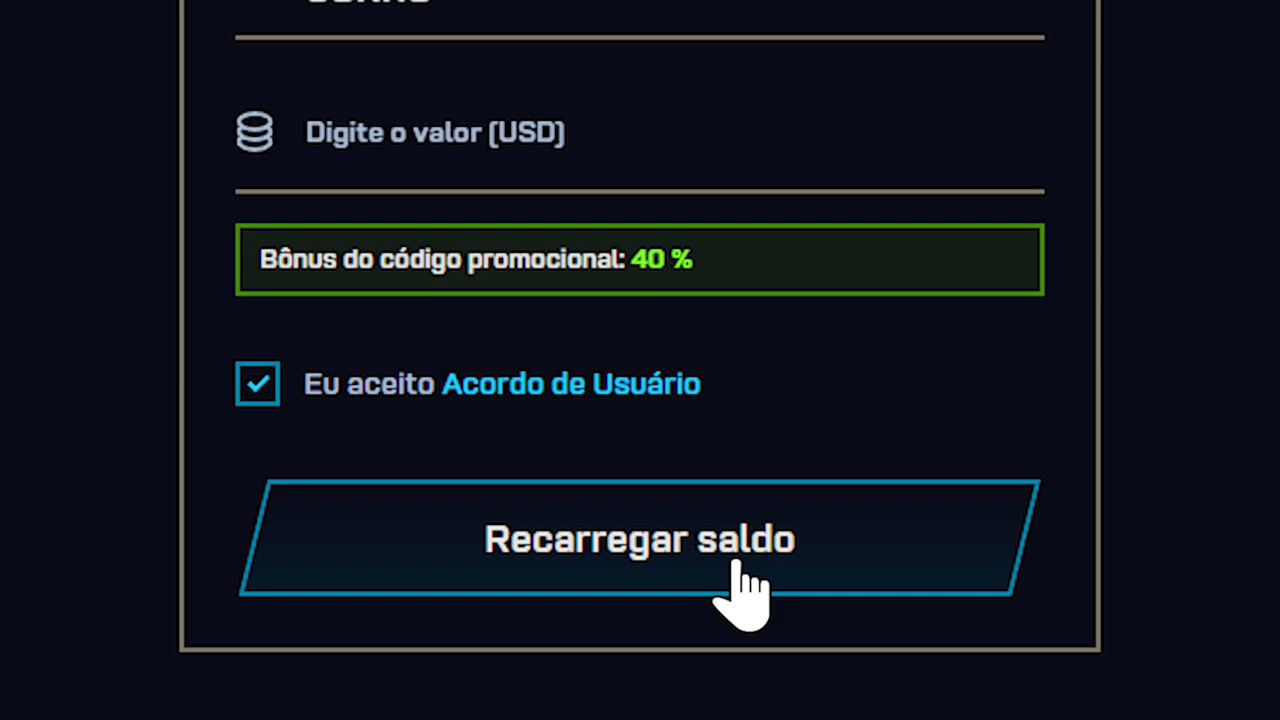 Digite o valor (USD)
Bônus do código promocional: 40 %
Eu aceito Acordo de Usuário
Recarregar saldo